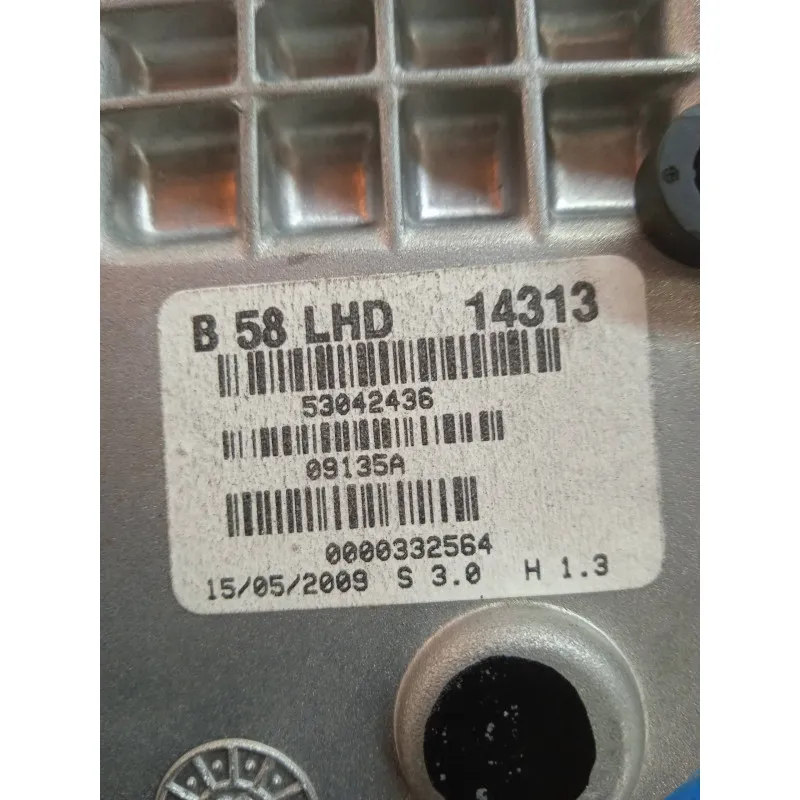 B 58 LHD 14313
53042436
09135A
0000332564
15/05/2009 S 3.0 H 1.3